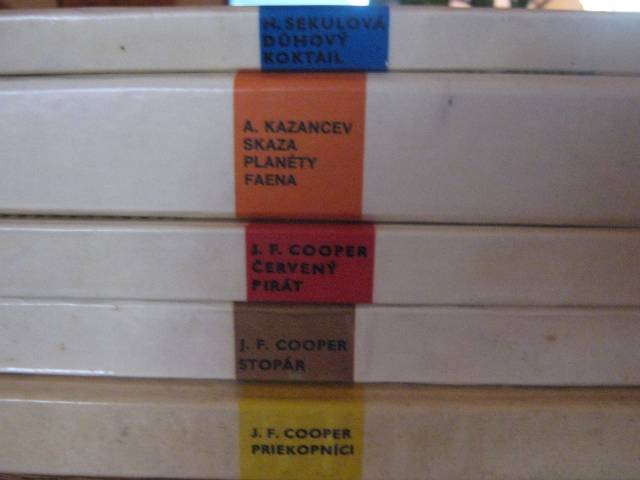 H. SEKULOVÁ
DÚHOVÝ
KOKTAIL
A. KAZANCEV
SKAZA
PLANÉTY
FAENA
J. F. COOPER
ČERVENÝ
PIRÁT
J. F. COOPER
STOPÁR
J. F. COOPER
PRIEKOPNÍCI